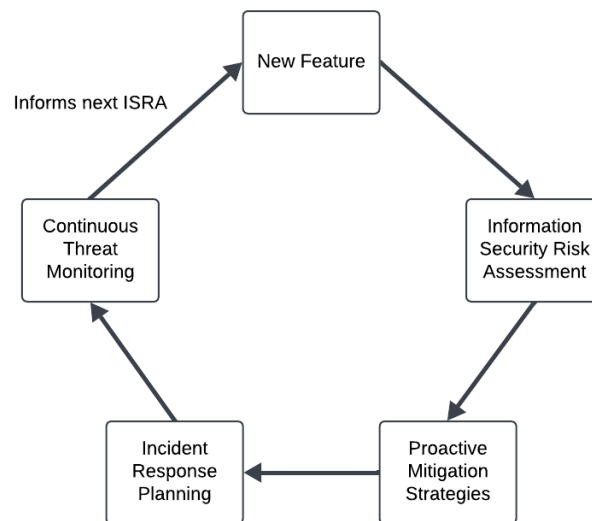 New Feature
Informs next ISRA
Continuous
Threat
Monitoring
Information
Security Risk
Assessment
Incident
Response
Planning
Proactive
Mitigation
Strategies